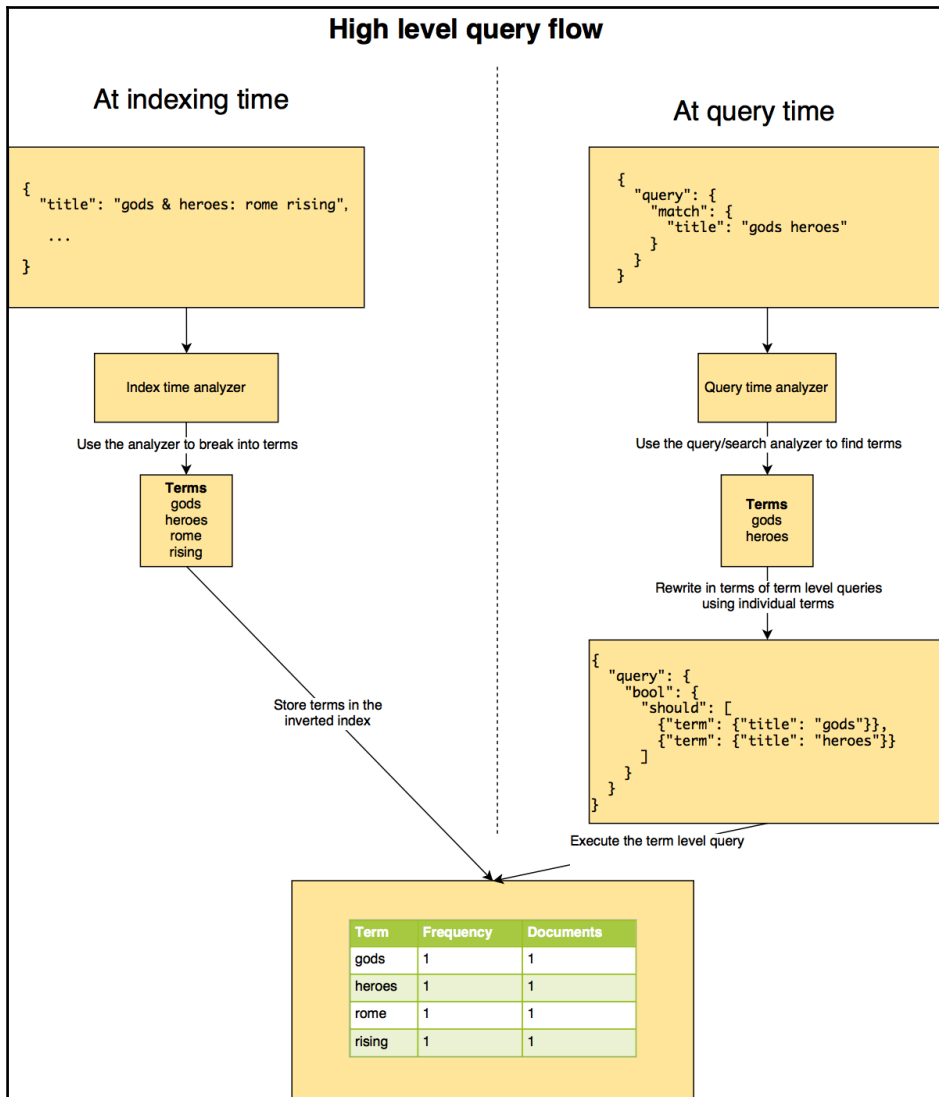 High level query flow
At indexing time
{
  "title": "gods & heroes: rome rising",
   ...
}
Index time analyzer
Use the analyzer to break into terms
Terms
gods
heroes
rome
rising
Store terms in the
inverted index
At query time
{
  "query": {
    "match": {
      "title": "gods heroes"
    }
  }
}
Query time analyzer
Use the query/search analyzer to find terms
Terms
gods
heroes
Rewrite in terms of term level queries
using individual terms
{
  "query": {
    "bool": {
      "should": [
        {"term": {"title": "gods"}},
        {"term": {"title": "heroes"}}
      ]
    }
  }
}
Execute the term level query
Term Frequency Documents
gods 1 1
heroes 1 1
rome 1 1
rising 1 1